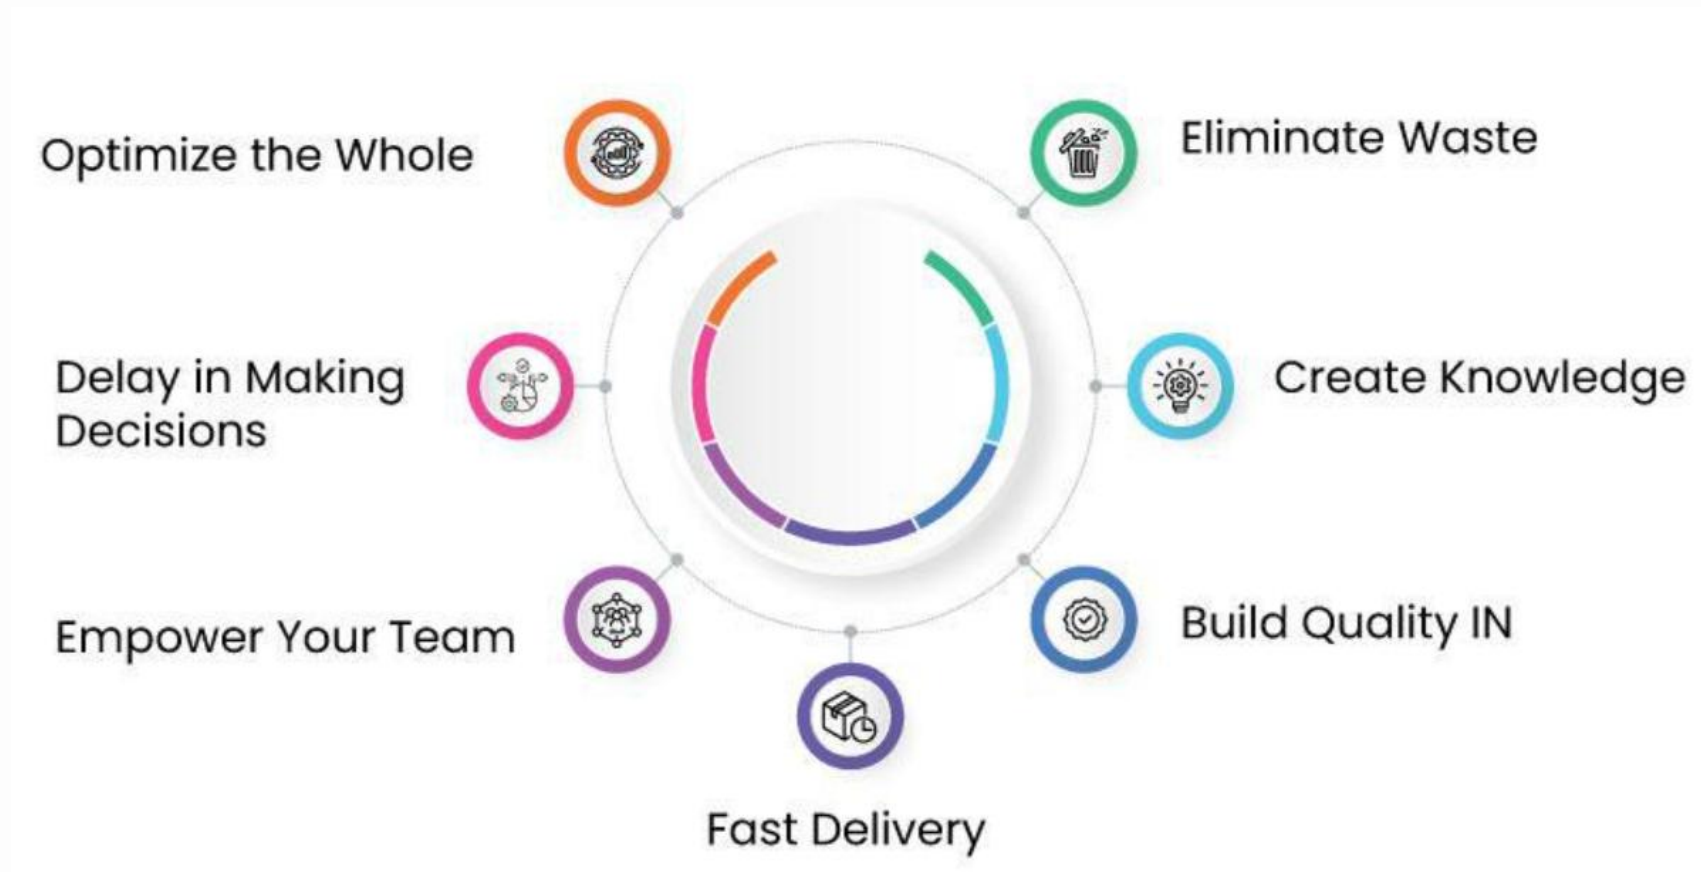 Optimize the Whole
Eliminate Waste
Delay in Making
Decisions
Create Knowledge
Empower Your Team
Build Quality IN
Fast Delivery